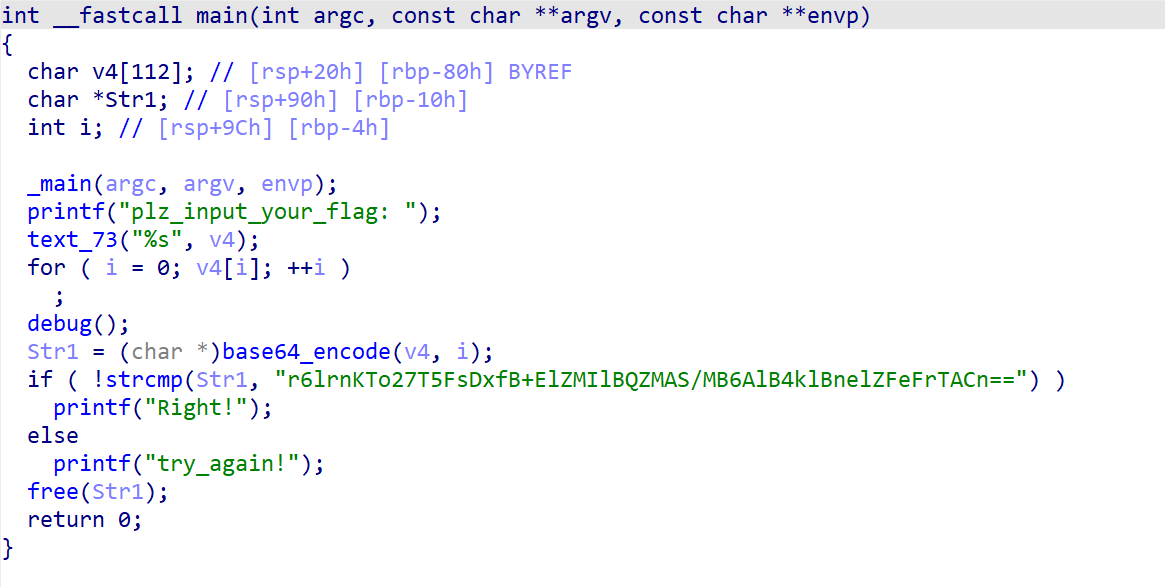 int __fastcall main(int argc, const char **argv, const char **envp)
{
  char v4[112]; // [rsp+20h] [rbp-80h] BYREF
  char *Str1; // [rsp+90h] [rbp-10h]
  int i; // [rsp+9Ch] [rbp-4h]

  _main(argc, argv, envp);
  printf("plz_input_your_flag: ");
  text_73("%s", v4);
  for ( i = 0; v4[i]; ++i )
    ;
  debug();
  Str1 = (char *)base64_encode(v4, i);
  if ( !strcmp(Str1, "r6lrnKTo27T5FsDxfB+ElZMIlBQZMAS/MB6AlB4klBnelZFeFrTACn==") )
    printf("Right!");
  else
    printf("try_again!");
  free(Str1);
  return 0;
}